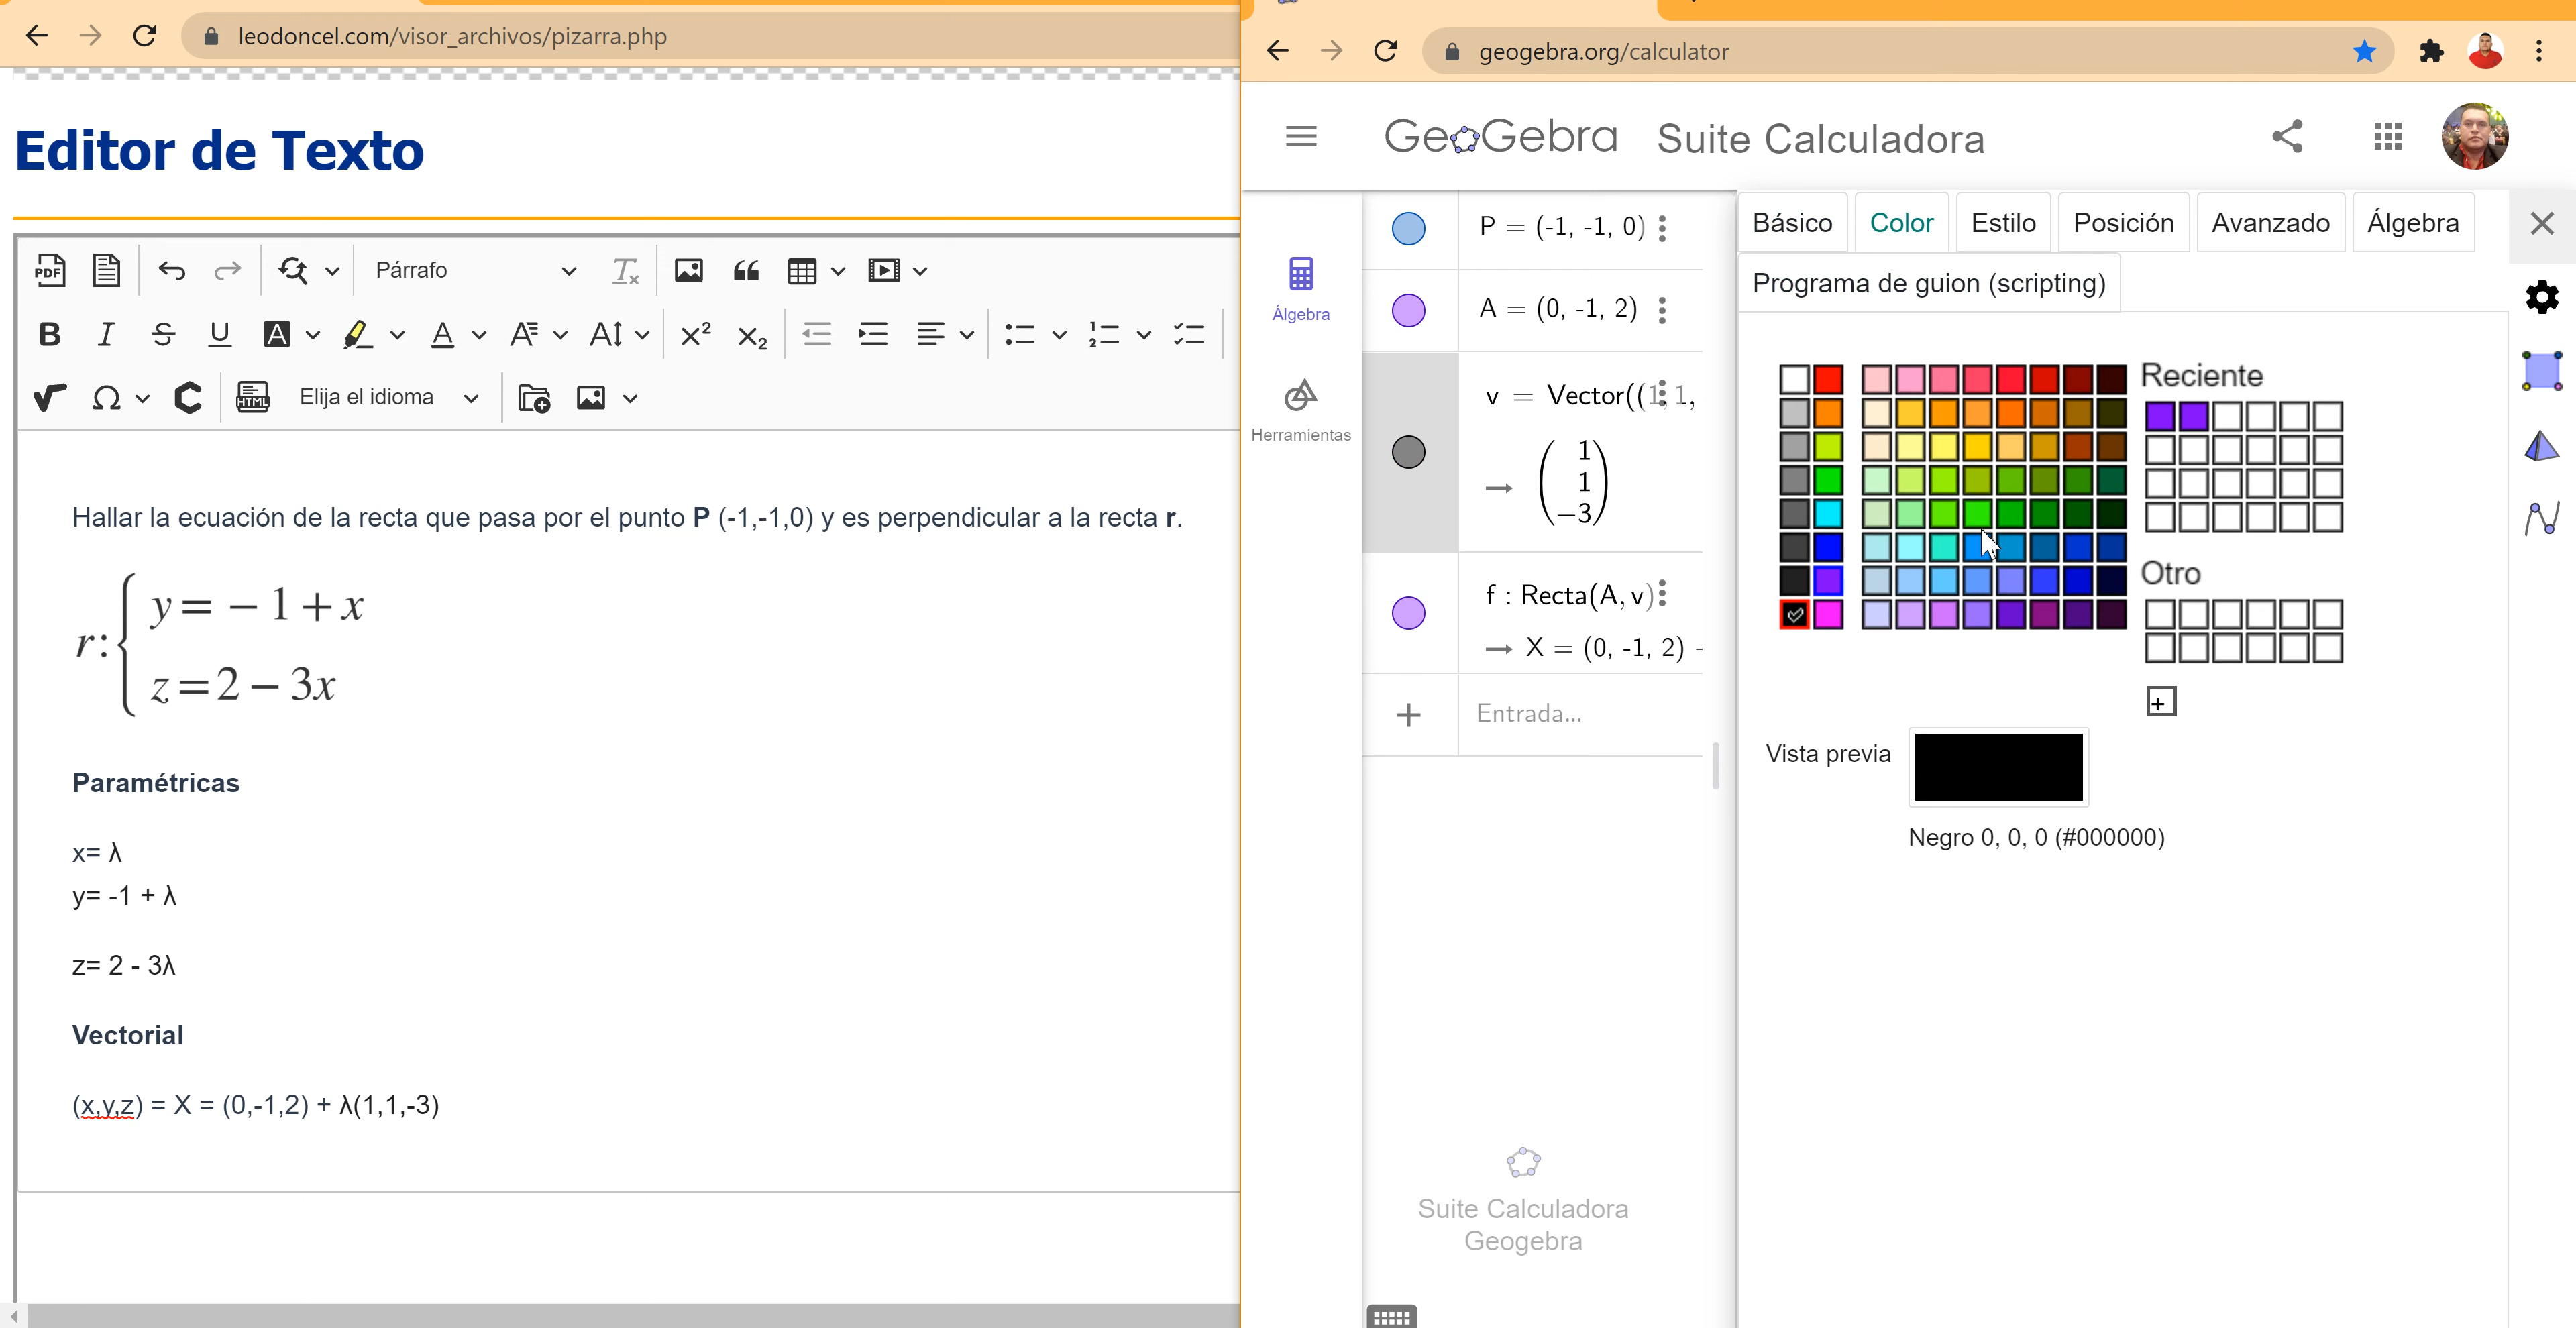 leodoncel.com/visor_archivos/pizarra.php
Editor de Texto
PDF
Párrafo
Elija el idioma
HTML
Hallar la ecuación de la recta que pasa por el punto P (-1,-1,0) y es perpendicular a la recta r.
r: { y = − 1 + x
z = 2 − 3x
Paramétricas
x= λ
y= -1 + λ
z= 2 - 3λ
Vectorial
(x,y,z) = X = (0,-1,2) + λ(1,1,-3)
geogebra.org/calculator
GeoGebra Suite Calculadora
Álgebra
Herramientas
P = (-1, -1, 0)
A = (0, -1, 2)
v = Vector((1, 1,
→ (1
1
−3)
f : Recta(A, v)
→ X = (0, -1, 2) -
+ Entrada...
Suite Calculadora
Geogebra
Básico Color Estilo Posición Avanzado Álgebra
Programa de guion (scripting)
Reciente
Otro
+
Vista previa
Negro 0, 0, 0 (#000000)